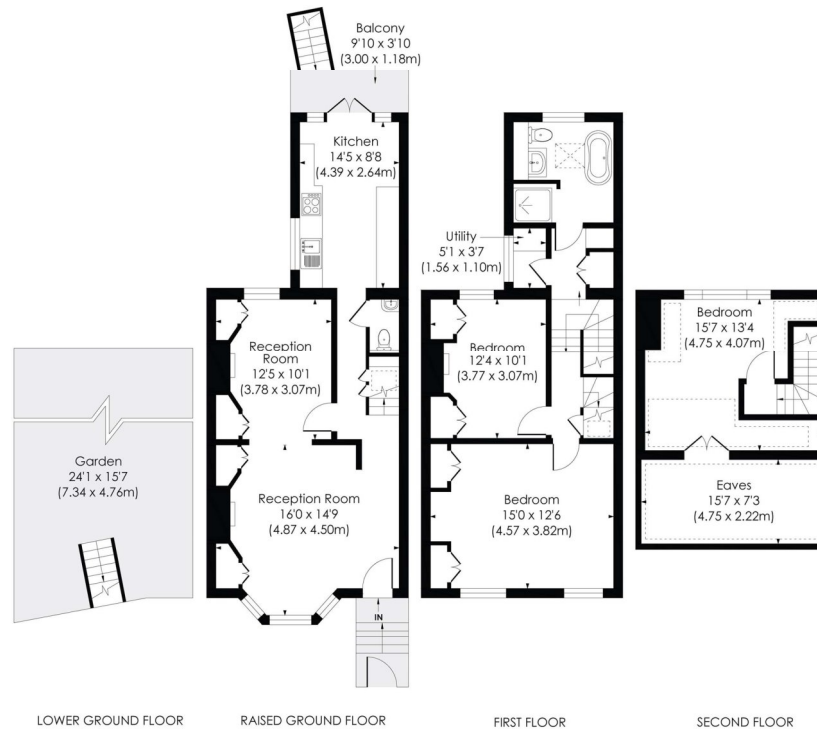 Balcony
9'10 x 3'10
(3.00 x 1.18m)
Kitchen
14'5 x 8'8
(4.39 x 2.64m)
Utility
5'1 x 3'7
(1.56 x 1.10m)
Reception
Room
12'5 x 10'1
(3.78 x 3.07m)
Bedroom
12'4 x 10'1
(3.77 x 3.07m)
Bedroom
15'7 x 13'4
(4.75 x 4.07m)
Garden
24'1 x 15'7
(7.34 x 4.76m)
Reception Room
16'0 x 14'9
(4.87 x 4.50m)
Bedroom
15'0 x 12'6
(4.57 x 3.82m)
Eaves
15'7 x 7'3
(4.75 x 2.22m)
IN
LOWER GROUND FLOOR
RAISED GROUND FLOOR
FIRST FLOOR
SECOND FLOOR